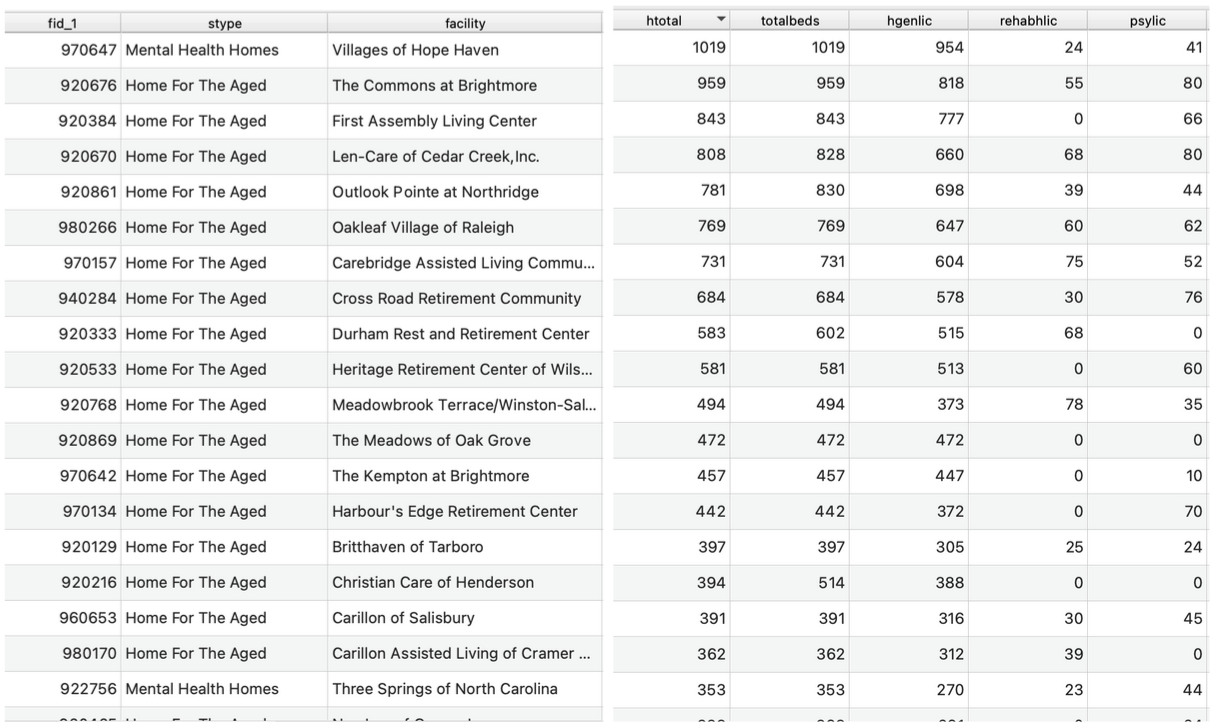 fid_1 stype facility htotal totalbeds hgenlic rehabhlic psylic
970647 Mental Health Homes Villages of Hope Haven 1019 1019 954 24 41
920676 Home For The Aged The Commons at Brightmore 959 959 818 55 80
920384 Home For The Aged First Assembly Living Center 843 843 777 0 66
920670 Home For The Aged Len-Care of Cedar Creek,Inc. 808 828 660 68 80
920861 Home For The Aged Outlook Pointe at Northridge 781 830 698 39 44
980266 Home For The Aged Oakleaf Village of Raleigh 769 769 647 60 62
970157 Home For The Aged Carebridge Assisted Living Commu... 731 731 604 75 52
940284 Home For The Aged Cross Road Retirement Community 684 684 578 30 76
920333 Home For The Aged Durham Rest and Retirement Center 583 602 515 68 0
920533 Home For The Aged Heritage Retirement Center of Wils... 581 581 513 0 60
920768 Home For The Aged Meadowbrook Terrace/Winston-Sal... 494 494 373 78 35
920869 Home For The Aged The Meadows of Oak Grove 472 472 472 0 0
970642 Home For The Aged The Kempton at Brightmore 457 457 447 0 10
970134 Home For The Aged Harbour's Edge Retirement Center 442 442 372 0 70
920129 Home For The Aged Britthaven of Tarboro 397 397 305 25 24
920216 Home For The Aged Christian Care of Henderson 394 514 388 0 0
960653 Home For The Aged Carillon of Salisbury 391 391 316 30 45
980170 Home For The Aged Carillon Assisted Living of Cramer ... 362 362 312 39 0
922756 Mental Health Homes Three Springs of North Carolina 353 353 270 23 44